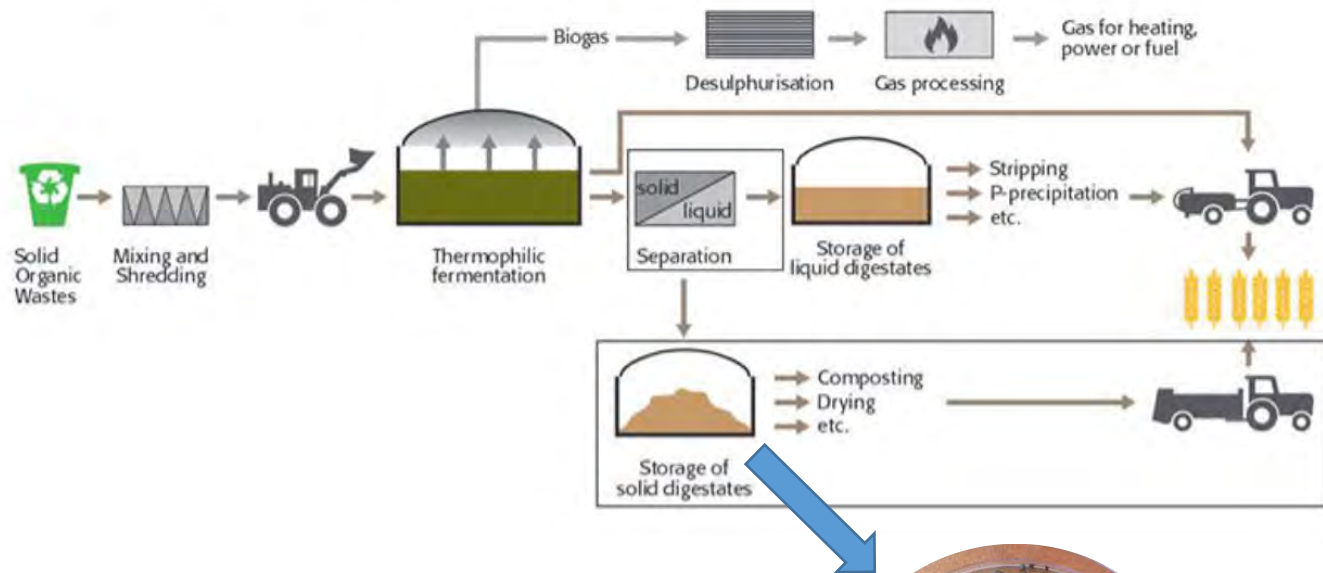 Biogas
Desulphurisation
Gas processing
Gas for heating,
power or fuel
Solid
Organic
Wastes
Mixing and
Shredding
Thermophilic
fermentation
solid
liquid
Separation
Storage of
liquid digestates
Stripping
P-precipitation
etc.
Storage of
solid digestates
Composting
Drying
etc.